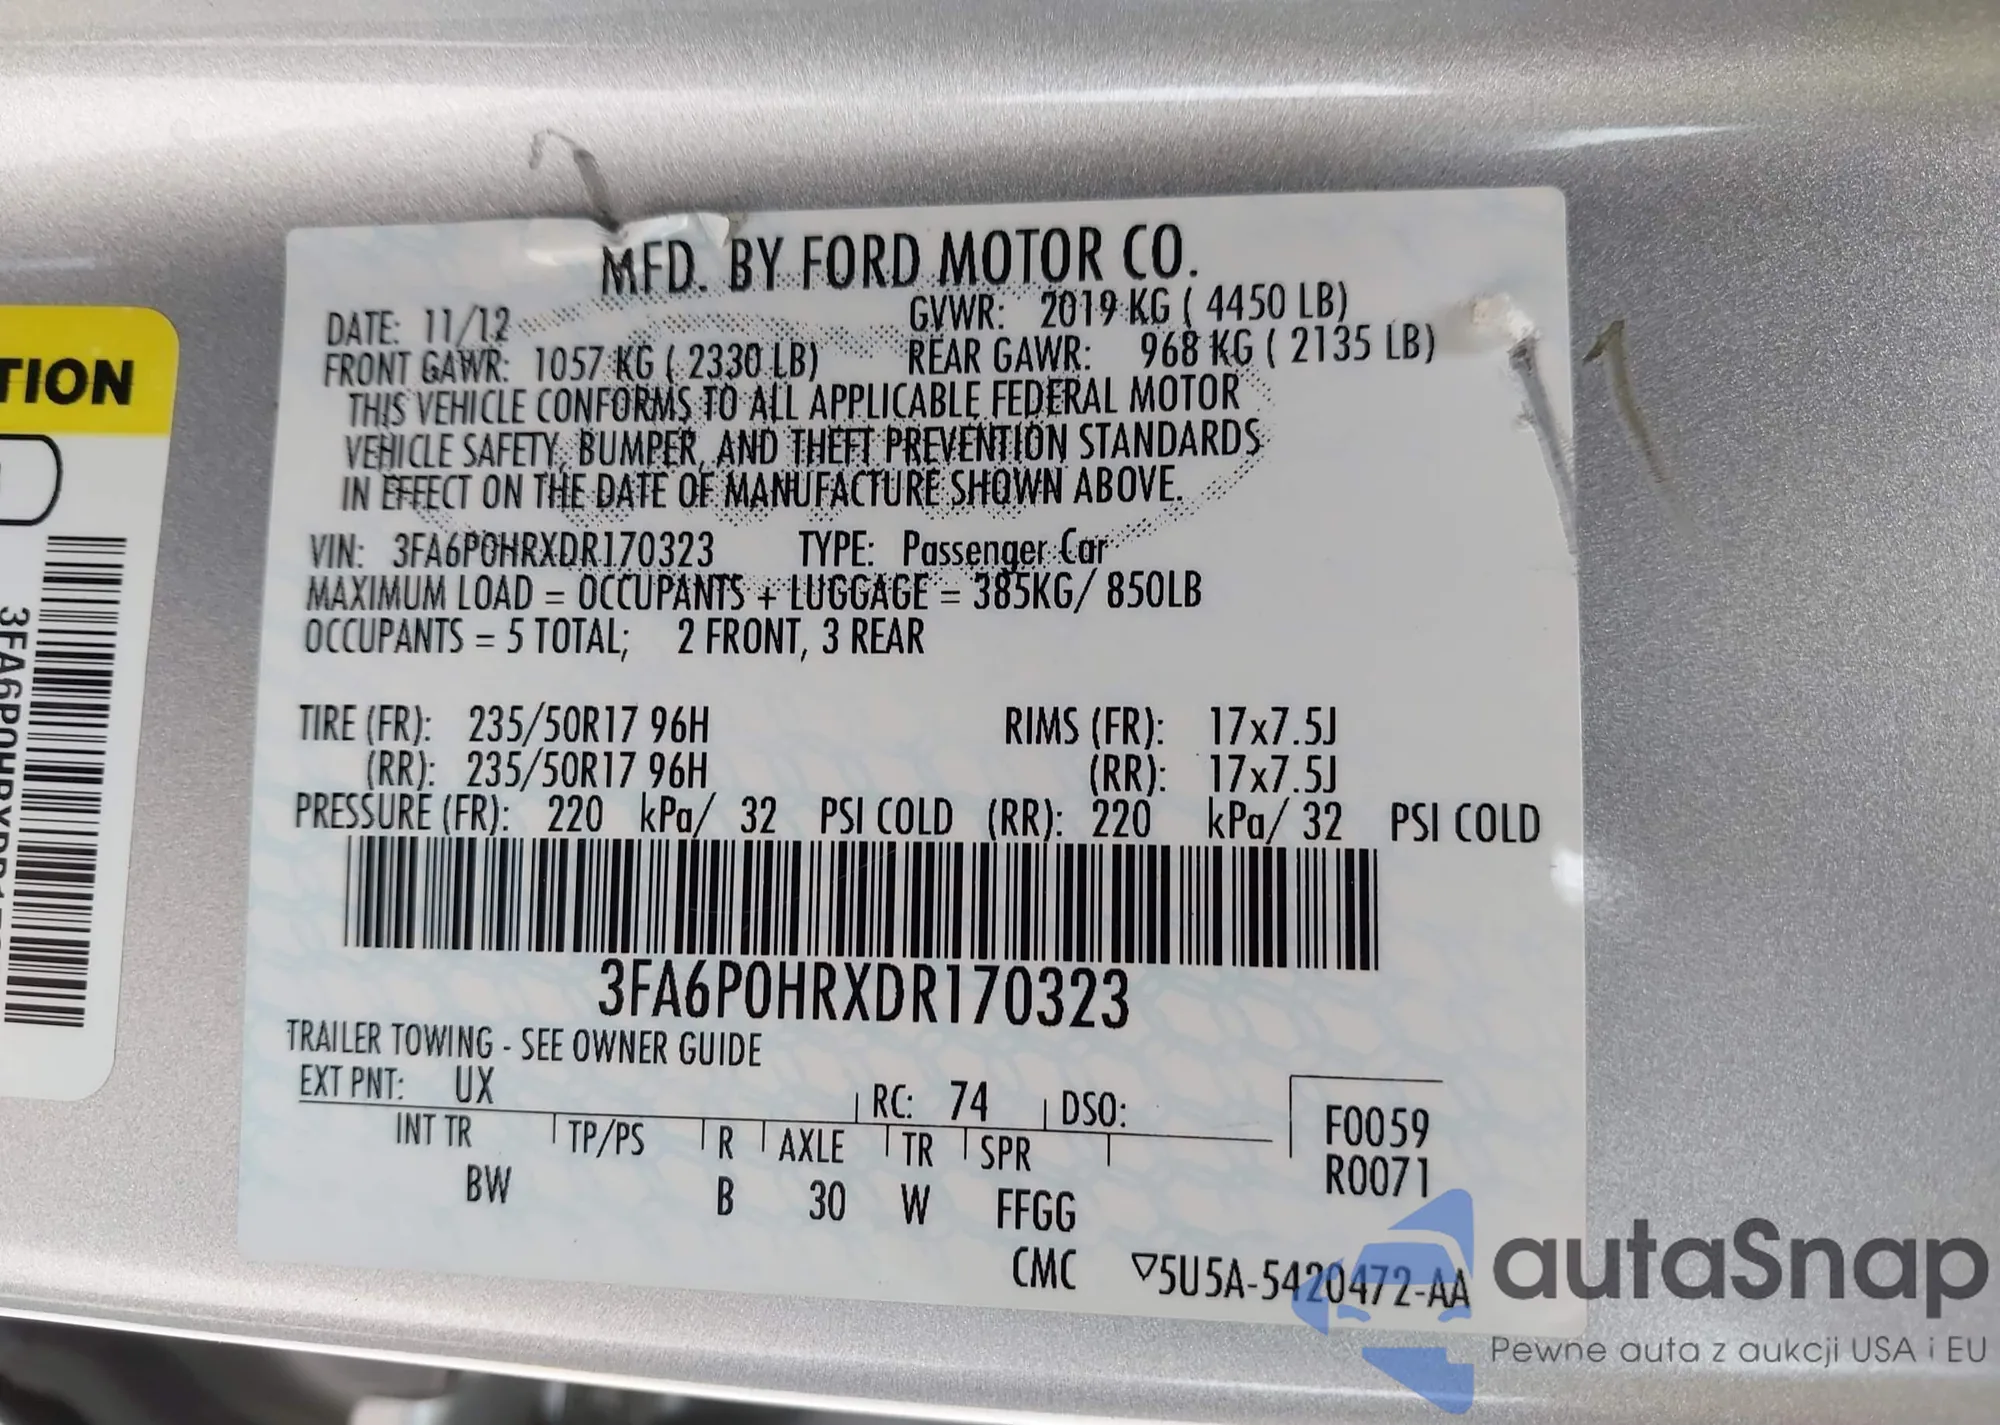 TION
3FA6P0HRXDR17
MFD. BY FORD MOTOR CO.
DATE: 11/12 GVWR: 2019 KG ( 4450 LB)
FRONT GAWR: 1057 KG ( 2330 LB) REAR GAWR: 968 KG ( 2135 LB)
THIS VEHICLE CONFORMS TO ALL APPLICABLE FEDERAL MOTOR
VEHICLE SAFETY, BUMPER, AND THEFT PREVENTION STANDARDS
IN EFFECT ON THE DATE OF MANUFACTURE SHOWN ABOVE.
VIN: 3FA6P0HRXDR170323 TYPE: Passenger Car
MAXIMUM LOAD = OCCUPANTS + LUGGAGE = 385KG/ 850LB
OCCUPANTS = 5 TOTAL; 2 FRONT, 3 REAR
TIRE (FR): 235/50R17 96H RIMS (FR): 17x7.5J
(RR): 235/50R17 96H (RR): 17x7.5J
PRESSURE (FR): 220 kPa/ 32 PSI COLD (RR): 220 kPa/ 32 PSI COLD
3FA6P0HRXDR170323
TRAILER TOWING - SEE OWNER GUIDE
EXT PNT: UX RC: 74 DSO:
INT TR TP/PS R AXLE TR SPR F0059
BW B 30 W FFGG R0071
CMC ▽5U5A-5420472-AA
autaSnap
Pewne auta z aukcji USA i EU